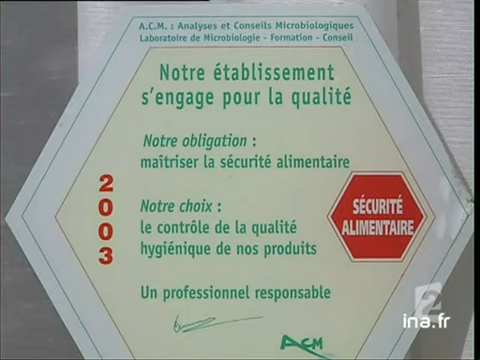 A.C.M. : Analyses et Conseils Microbiologiques
Laboratoire de Microbiologie - Formation - Conseil
Notre établissement
s'engage pour la qualité
Notre obligation :
maîtriser la sécurité alimentaire
2003
Notre choix :
le contrôle de la qualité
hygiénique de nos produits
SÉCURITÉ
ALIMENTAIRE
Un professionnel responsable
ACM
2
ina.fr